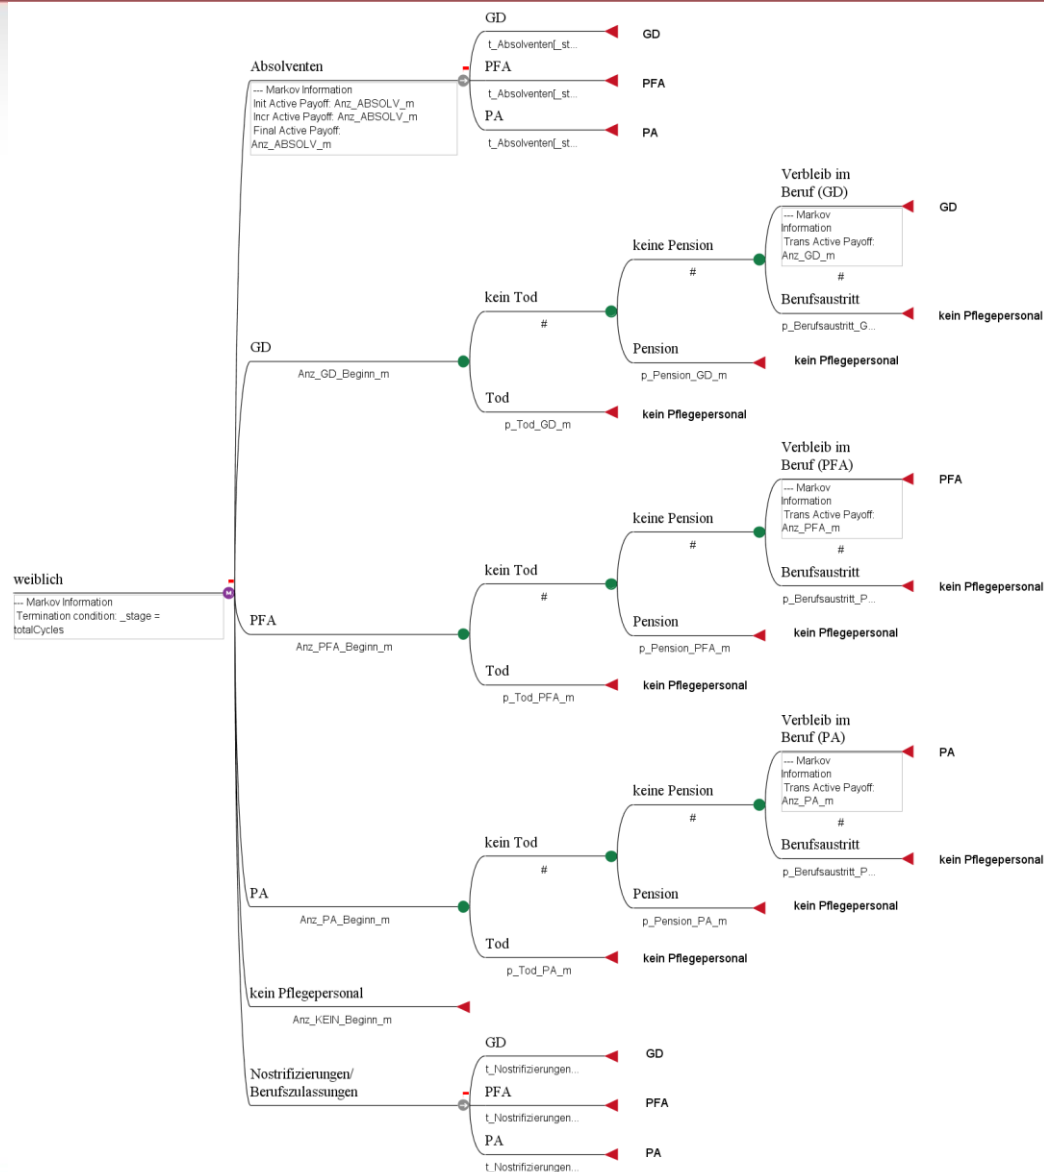 GD
t_Absolventen[_st...
GD
Absolventen
PFA
--- Markov Information
Init Active Payoff: Anz_ABSOLV_m
Incr Active Payoff: Anz_ABSOLV_m
Final Active Payoff:
Anz_ABSOLV_m
t_Absolventen[_st...
PFA
PA
t_Absolventen[_st...
PA
Verbleib im
Beruf (GD)
--- Markov
Information
Trans Active Payoff:
Anz_GD_m
#
GD
keine Pension
#
Berufsaustritt
p_Berufsaustritt_G...
kein Pflegepersonal
kein Tod
#
GD
Anz_GD_Beginn_m
Pension
p_Pension_GD_m
kein Pflegepersonal
Tod
p_Tod_GD_m
kein Pflegepersonal
Verbleib im
Beruf (PFA)
--- Markov
Information
Trans Active Payoff:
Anz_PFA_m
#
PFA
keine Pension
#
Berufsaustritt
p_Berufsaustritt_P...
kein Pflegepersonal
kein Tod
#
weiblich
--- Markov Information
Termination condition: _stage =
totalCycles
PFA
Anz_PFA_Beginn_m
Pension
p_Pension_PFA_m
kein Pflegepersonal
Tod
p_Tod_PFA_m
kein Pflegepersonal
Verbleib im
Beruf (PA)
--- Markov
Information
Trans Active Payoff:
Anz_PA_m
#
PA
keine Pension
#
Berufsaustritt
p_Berufsaustritt_P...
kein Pflegepersonal
kein Tod
#
PA
Anz_PA_Beginn_m
Pension
p_Pension_PA_m
kein Pflegepersonal
Tod
p_Tod_PA_m
kein Pflegepersonal
kein Pflegepersonal
Anz_KEIN_Beginn_m
GD
t_Nostrifizierungen...
GD
Nostrifizierungen/
Berufszulassungen
PFA
t_Nostrifizierungen...
PFA
PA
t_Nostrifizierungen...
PA